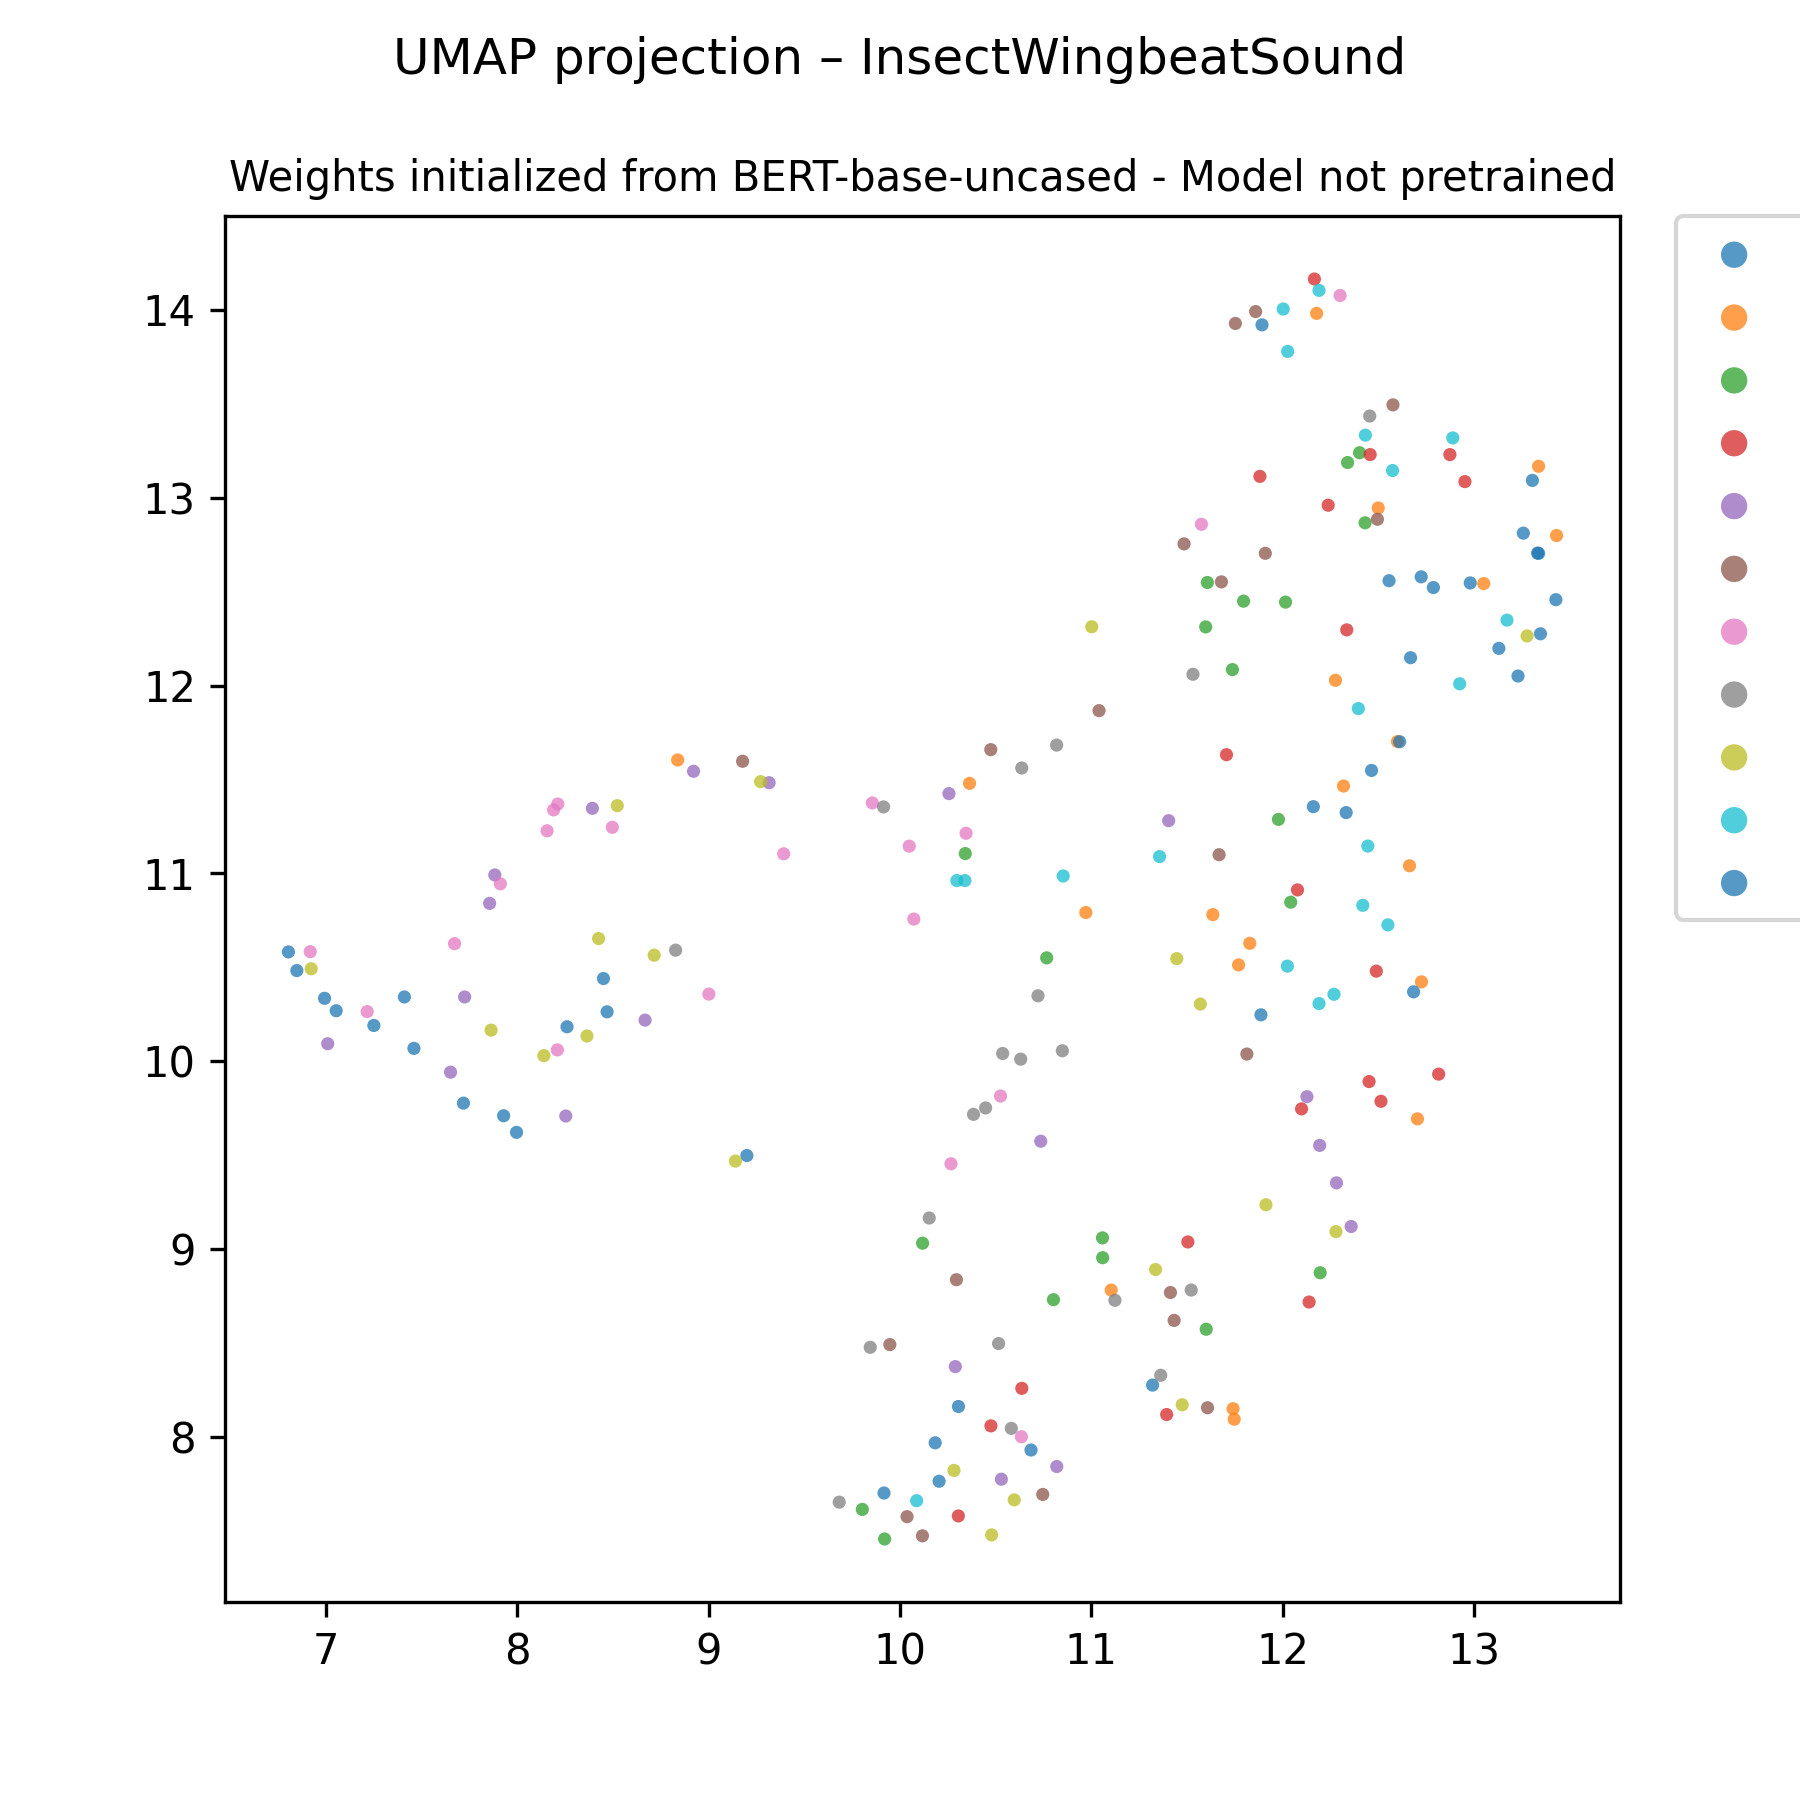 UMAP projection – InsectWingbeatSound
Weights initialized from BERT-base-uncased - Model not pretrained
14
13
12
11
10
9
8
7 8 9 10 11 12 13